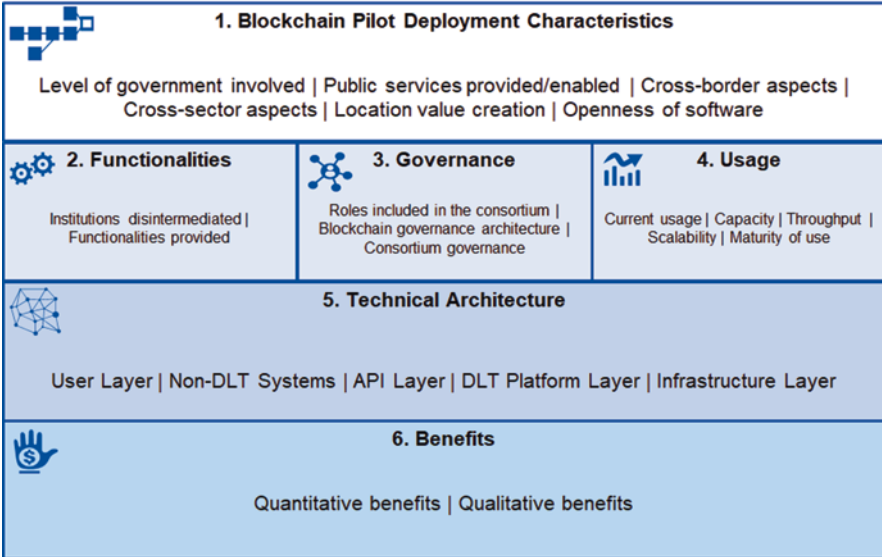 1. Blockchain Pilot Deployment Characteristics
Level of government involved | Public services provided/enabled | Cross-border aspects |
Cross-sector aspects | Location value creation | Openness of software
2. Functionalities
Institutions disintermediated |
Functionalities provided
3. Governance
Roles included in the consortium |
Blockchain governance architecture |
Consortium governance
4. Usage
Current usage | Capacity | Throughput |
Scalability | Maturity of use
5. Technical Architecture
User Layer | Non-DLT Systems | API Layer | DLT Platform Layer | Infrastructure Layer
6. Benefits
$
Quantitative benefits | Qualitative benefits